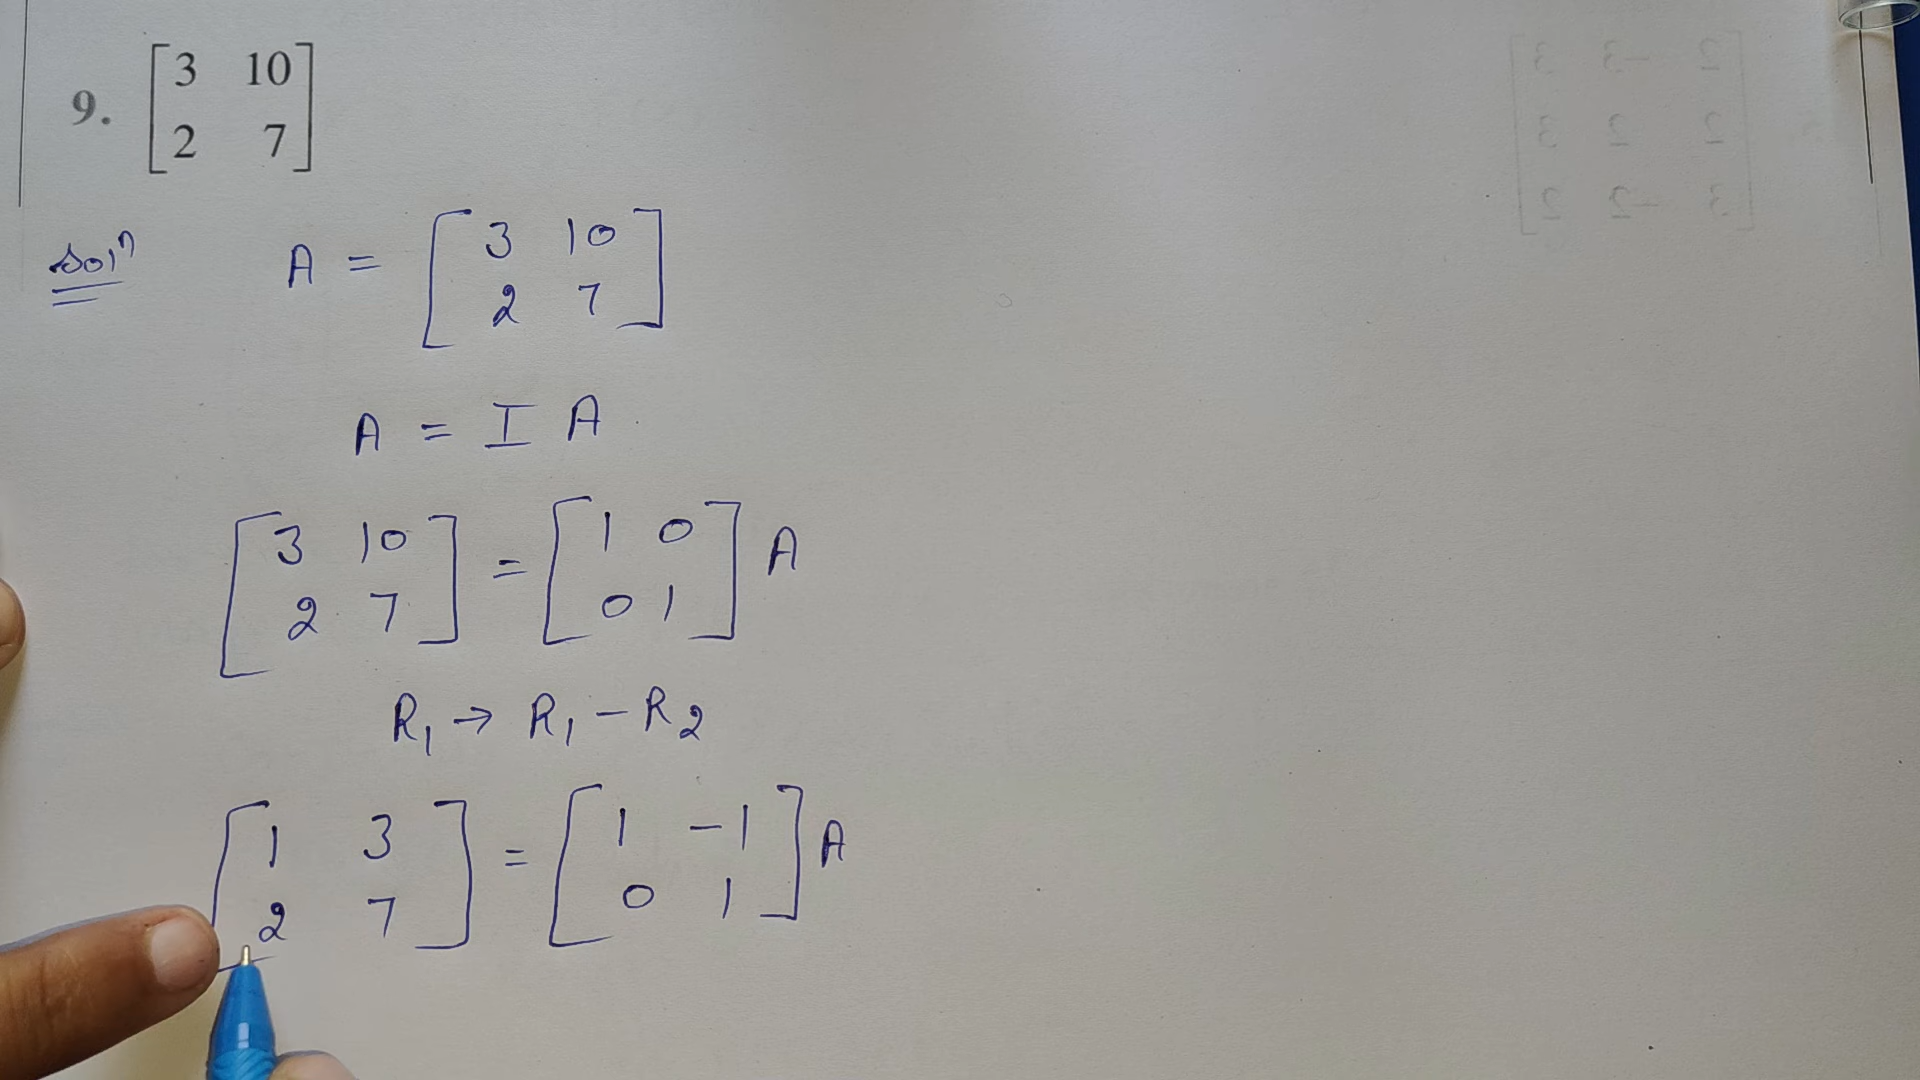 9. [3 10
2 7]
Solⁿ A = [3 10
2 7]
A = I A
[3 10
2 7] = [1 0
0 1] A
R₁ → R₁ - R₂
[1 3
2 7] = [1 -1
0 1] A